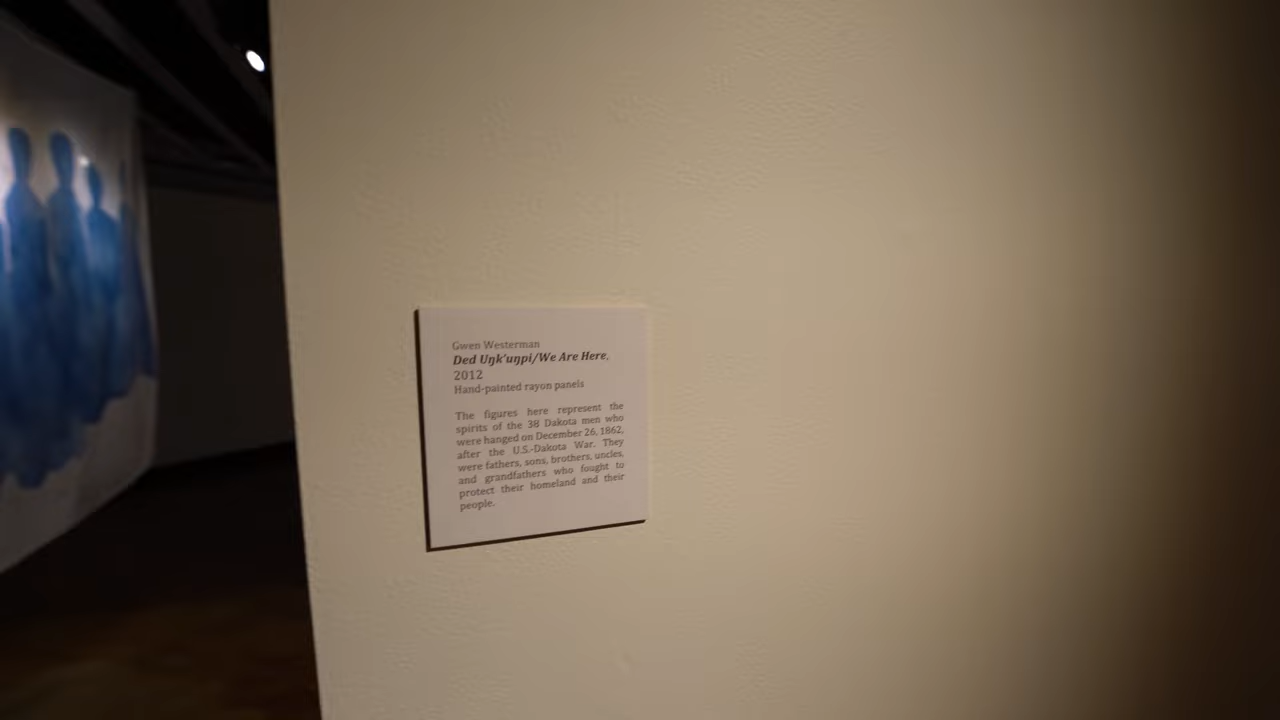 Gwen Westerman
Ded Uŋk'uŋpi/We Are Here,
2012
Hand-painted rayon panels
The figures here represent the
spirits of the 38 Dakota men who
were hanged on December 26, 1862,
after the U.S.-Dakota War. They
were fathers, sons, brothers, uncles,
and grandfathers who fought to
protect their homeland and their
people.